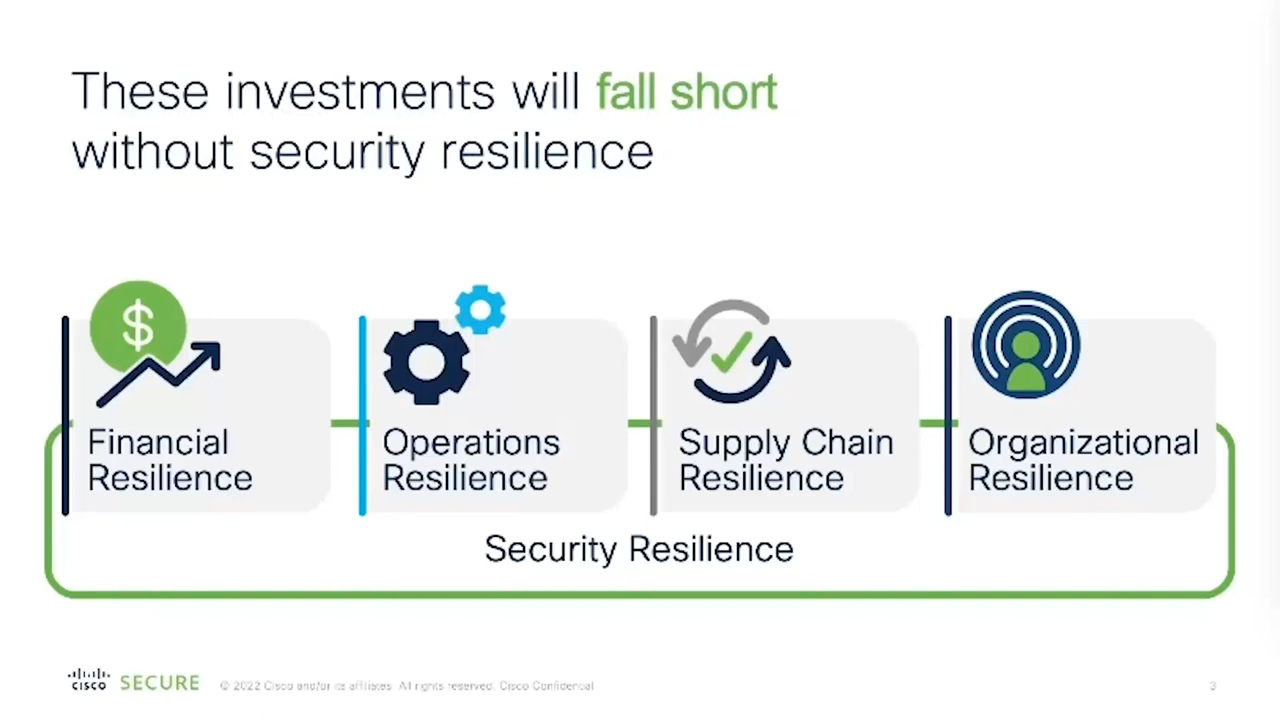 These investments will fall short
without security resilience
$
Financial
Resilience
Operations
Resilience
Supply Chain
Resilience
Organizational
Resilience
Security Resilience
cisco SECURE © 2022 Cisco and/or its affiliates. All rights reserved. Cisco Confidential
3